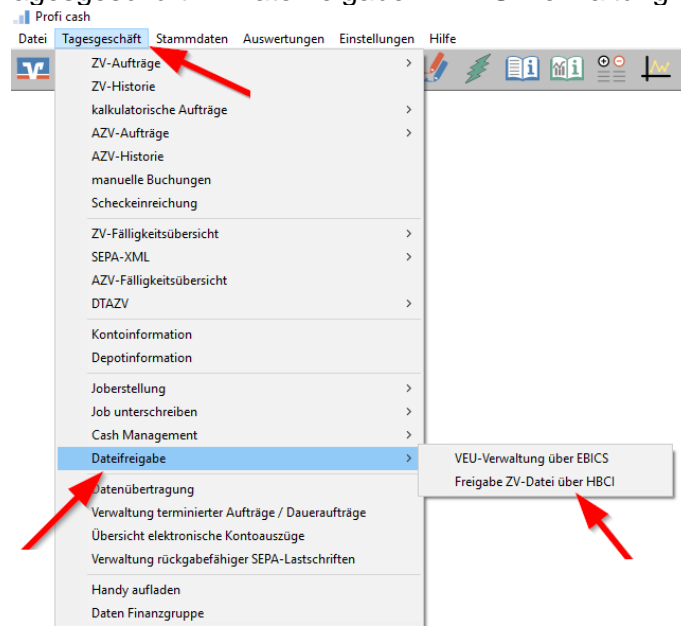 Profi cash
Datei Tagesgeschäft Stammdaten Auswertungen Einstellungen Hilfe
ZV-Aufträge
ZV-Historie
kalkulatorische Aufträge
AZV-Aufträge
AZV-Historie
manuelle Buchungen
Scheckeinreichung
ZV-Fälligkeitsübersicht
SEPA-XML
AZV-Fälligkeitsübersicht
DTAZV
Kontoinformation
Depotinformation
Joberstellung
Job unterschreiben
Cash Management
Dateifreigabe
VEU-Verwaltung über EBICS
Freigabe ZV-Datei über HBCI
Datenübertragung
Verwaltung terminierter Aufträge / Daueraufträge
Übersicht elektronische Kontoauszüge
Verwaltung rückgabefähiger SEPA-Lastschriften
Handy aufladen
Daten Finanzgruppe